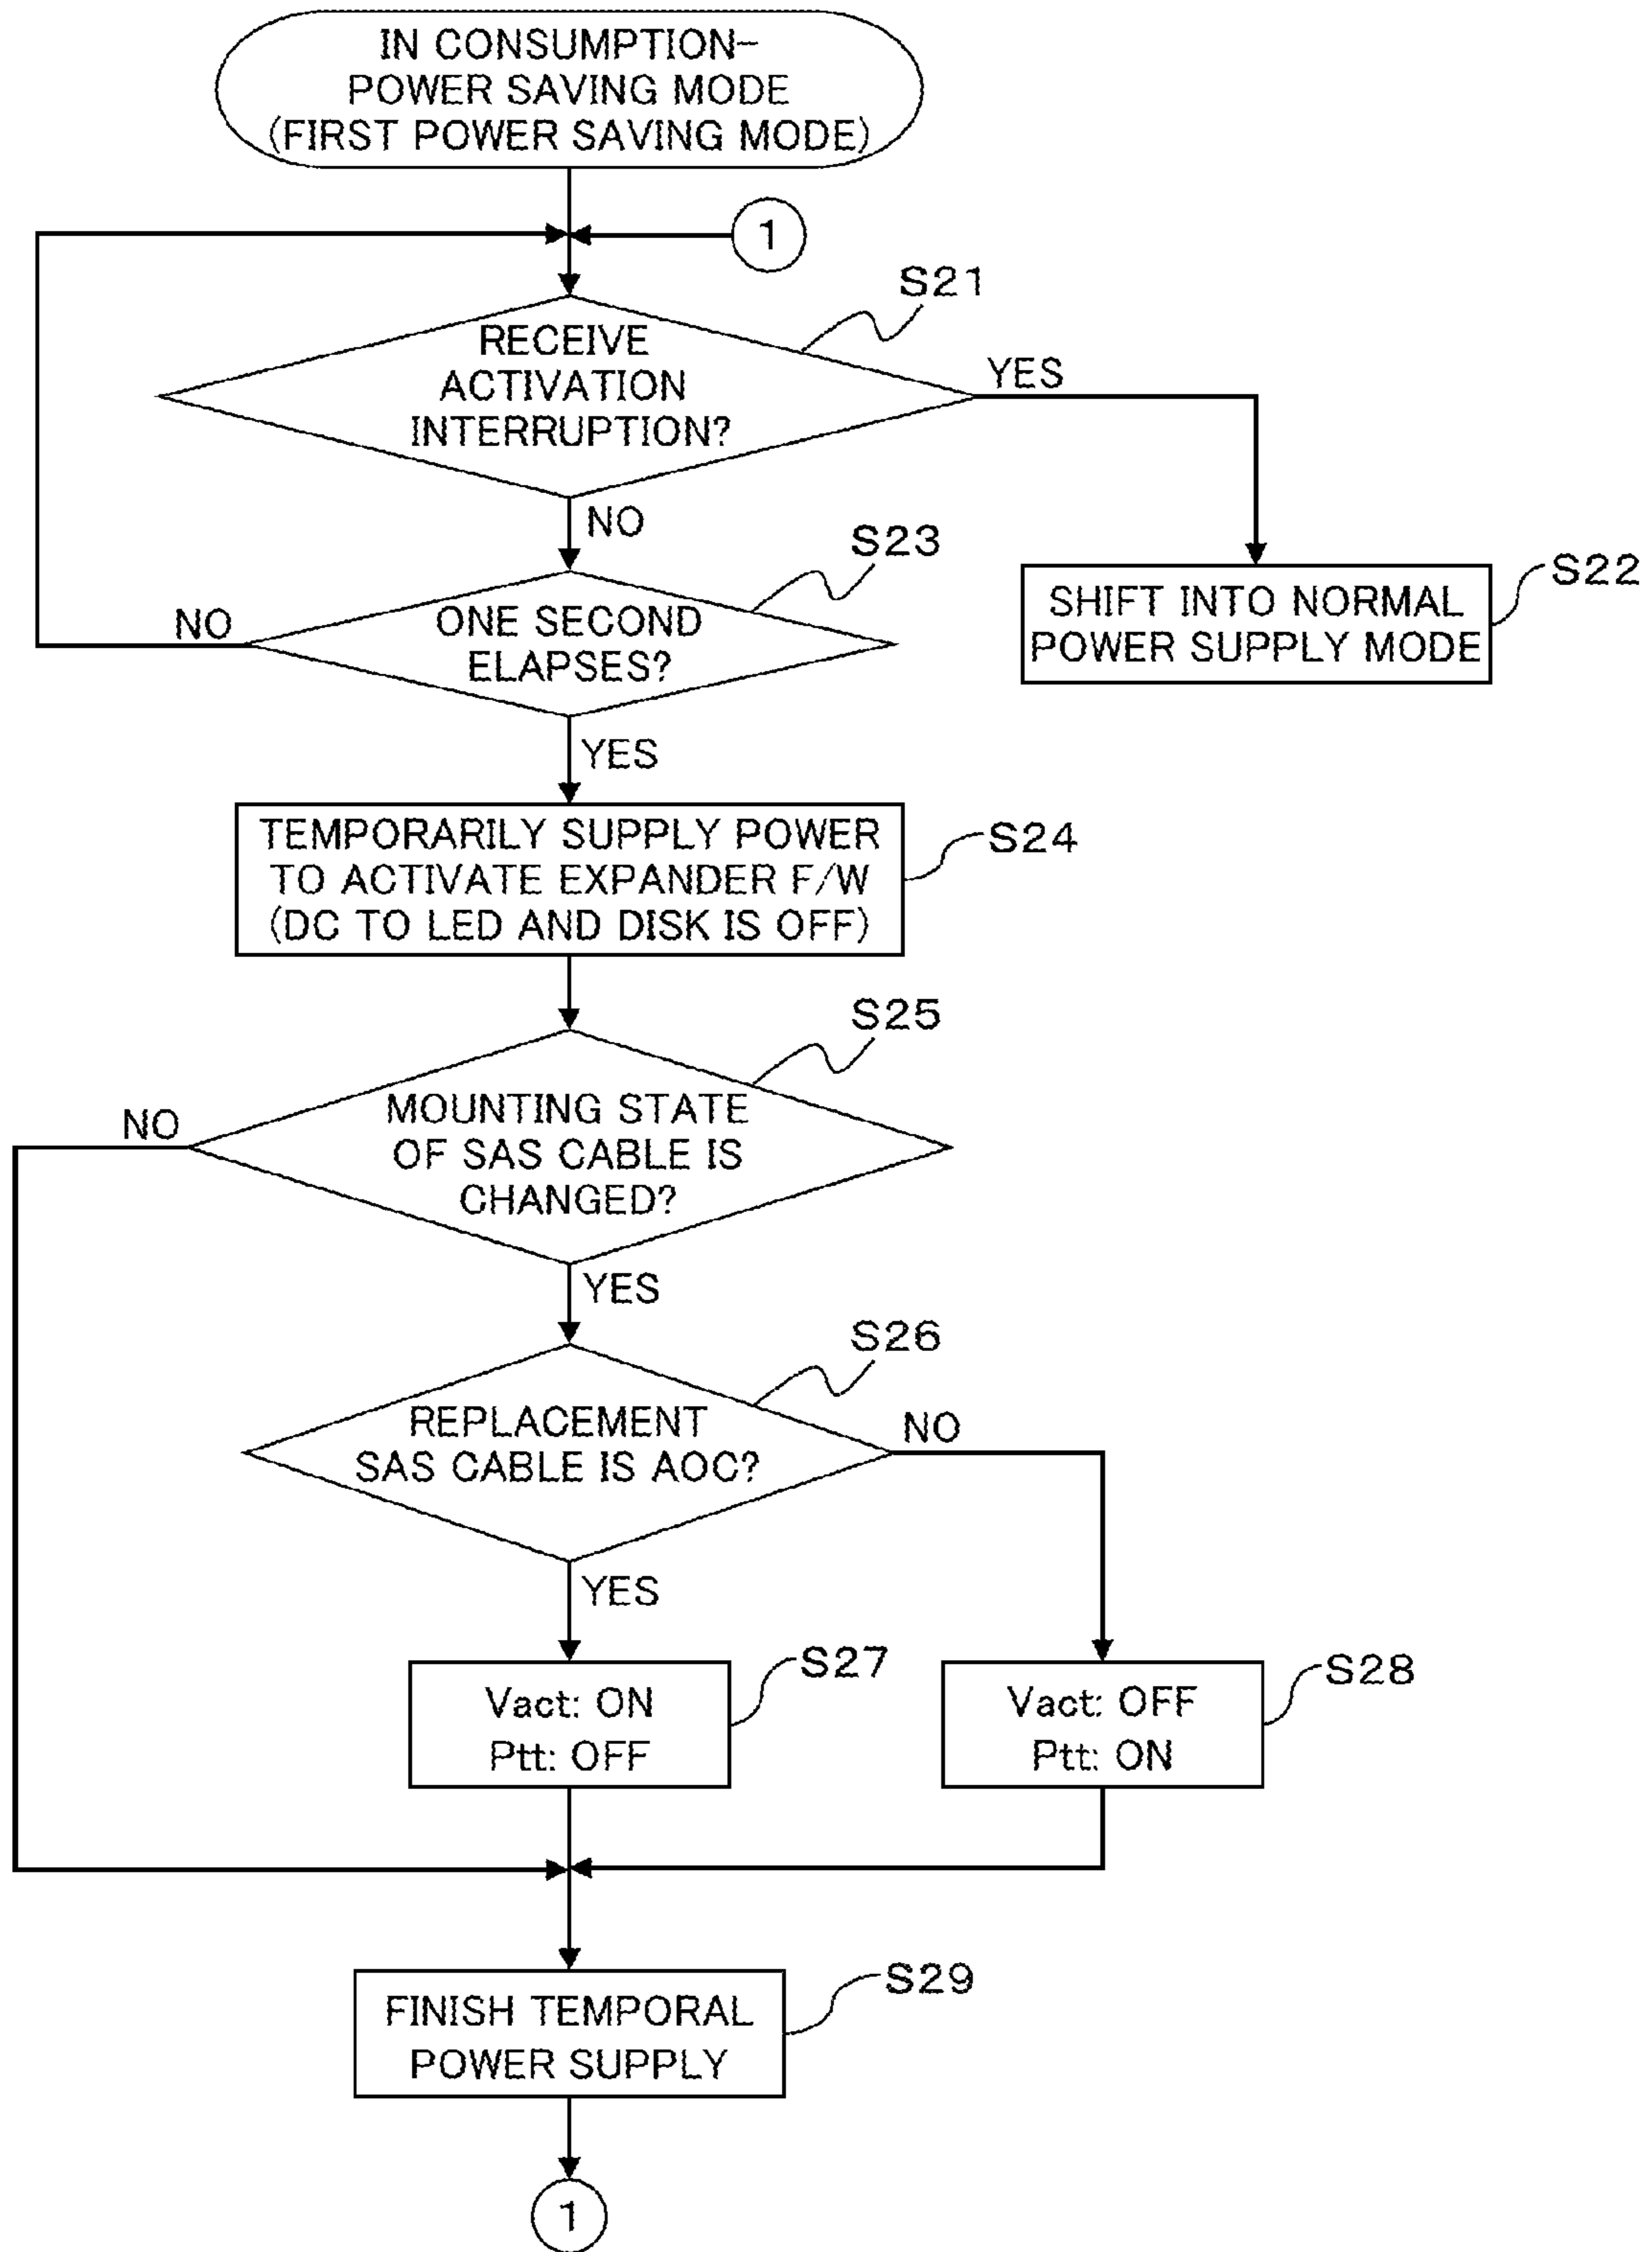 IN CONSUMPTION-
POWER SAVING MODE
(FIRST POWER SAVING MODE)
1
S21
RECEIVE
ACTIVATION
INTERRUPTION?
YES
NO
S23
S22
ONE SECOND
ELAPSES?
NO
SHIFT INTO NORMAL
POWER SUPPLY MODE
YES
TEMPORARILY SUPPLY POWER
TO ACTIVATE EXPANDER F/W
(DC TO LED AND DISK IS OFF)
S24
S25
MOUNTING STATE
OF SAS CABLE IS
CHANGED?
NO
YES
S26
REPLACEMENT
SAS CABLE IS AOC?
NO
YES
S27
Vact: ON
Ptt: OFF
S28
Vact: OFF
Ptt: ON
S29
FINISH TEMPORAL
POWER SUPPLY
1